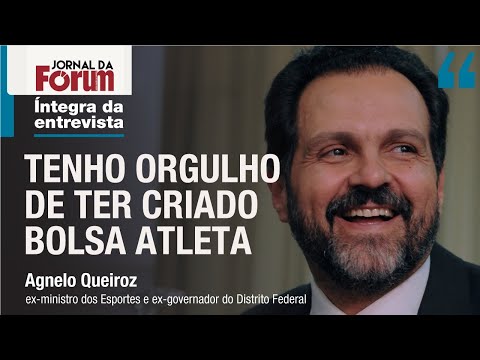 JORNAL DA
Fórum
Íntegra da
entrevista
TENHO ORGULHO
DE TER CRIADO
BOLSA ATLETA
Agnelo Queiroz
ex-ministro dos Esportes e ex-governador do Distrito Federal